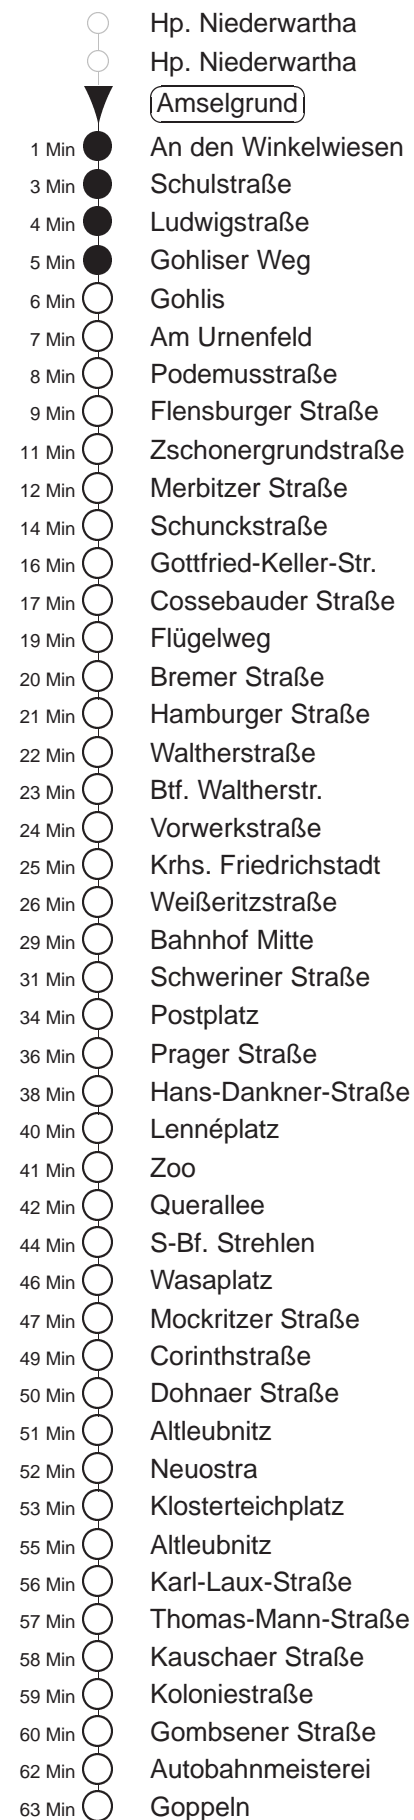 Hp. Niederwartha
Hp. Niederwartha
Amselgrund
1 Min An den Winkelwiesen
3 Min Schulstraße
4 Min Ludwigstraße
5 Min Gohliser Weg
6 Min Gohlis
7 Min Am Urnenfeld
8 Min Podemusstraße
9 Min Flensburger Straße
11 Min Zschonergrundstraße
12 Min Merbitzer Straße
14 Min Schunckstraße
16 Min Gottfried-Keller-Str.
17 Min Cossebauder Straße
19 Min Flügelweg
20 Min Bremer Straße
21 Min Hamburger Straße
22 Min Waltherstraße
23 Min Btf. Waltherstr.
24 Min Vorwerkstraße
25 Min Krhs. Friedrichstadt
26 Min Weißeritzstraße
29 Min Bahnhof Mitte
31 Min Schweriner Straße
34 Min Postplatz
36 Min Prager Straße
38 Min Hans-Dankner-Straße
40 Min Lennéplatz
41 Min Zoo
42 Min Querallee
44 Min S-Bf. Strehlen
46 Min Wasaplatz
47 Min Mockritzer Straße
49 Min Corinthstraße
50 Min Dohnaer Straße
51 Min Altleubnitz
52 Min Neuostra
53 Min Klosterteichplatz
55 Min Altleubnitz
56 Min Karl-Laux-Straße
57 Min Thomas-Mann-Straße
58 Min Kauschaer Straße
59 Min Koloniestraße
60 Min Gombsener Straße
62 Min Autobahnmeisterei
63 Min Goppeln